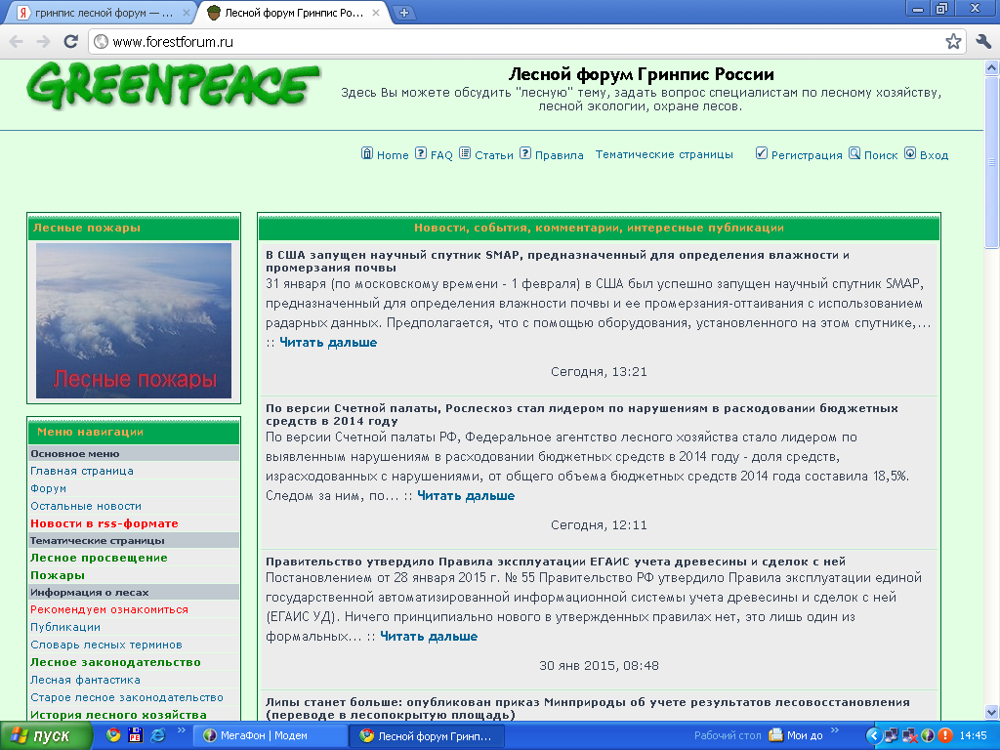 гринпис лесной форум — ...
Лесной форум Гринпис Ро...
www.forestforum.ru
GREENPEACE
Лесной форум Гринпис России
Здесь Вы можете обсудить "лесную" тему, задать вопрос специалистам по лесному хозяйству,
лесной экологии, охране лесов.
Home FAQ Статьи Правила Тематические страницы Регистрация Поиск Вход
Лесные пожары
Лесные пожары
Меню навигации
Основное меню
Главная страница
Форум
Остальные новости
Новости в rss-формате
Тематические страницы
Лесное просвещение
Пожары
Информация о лесах
Рекомендуем ознакомиться
Публикации
Словарь лесных терминов
Лесное законодательство
Лесная фантастика
Старое лесное законодательство
История лесного хозяйства
Новости, события, комментарии, интересные публикации
В США запущен научный спутник SMAP, предназначенный для определения влажности и
промерзания почвы
31 января (по московскому времени - 1 февраля) в США был успешно запущен научный спутник SMAP,
предназначенный для определения влажности почвы и ее промерзания-оттаивания с использованием
радарных данных. Предполагается, что с помощью оборудования, установленного на этом спутнике,...
:: Читать дальше
Сегодня, 13:21
По версии Счетной палаты, Рослесхоз стал лидером по нарушениям в расходовании бюджетных
средств в 2014 году
По версии Счетной палаты РФ, Федеральное агентство лесного хозяйства стало лидером по
выявленным нарушениям в расходовании бюджетных средств в 2014 году - доля средств,
израсходованных с нарушениями, от общего объема бюджетных средств 2014 года составила 18,5%.
Следом за ним, по... :: Читать дальше
Сегодня, 12:11
Правительство утвердило Правила эксплуатации ЕГАИС учета древесины и сделок с ней
Постановлением от 28 января 2015 г. № 55 Правительство РФ утвердило Правила эксплуатации единой
государственной автоматизированной информационной системы учета древесины и сделок с ней
(ЕГАИС УД). Ничего принципиально нового в утвержденных правилах нет, это лишь один из
формальных... :: Читать дальше
30 янв 2015, 08:48
Липы станет больше: опубликован приказ Минприроды об учете результатов лесовосстановления
(переводе в лесопокрытую площадь)
пуск
МегаФон | Модем
Лесной форум Гринп...
Рабочий стол
Мои до
14:45